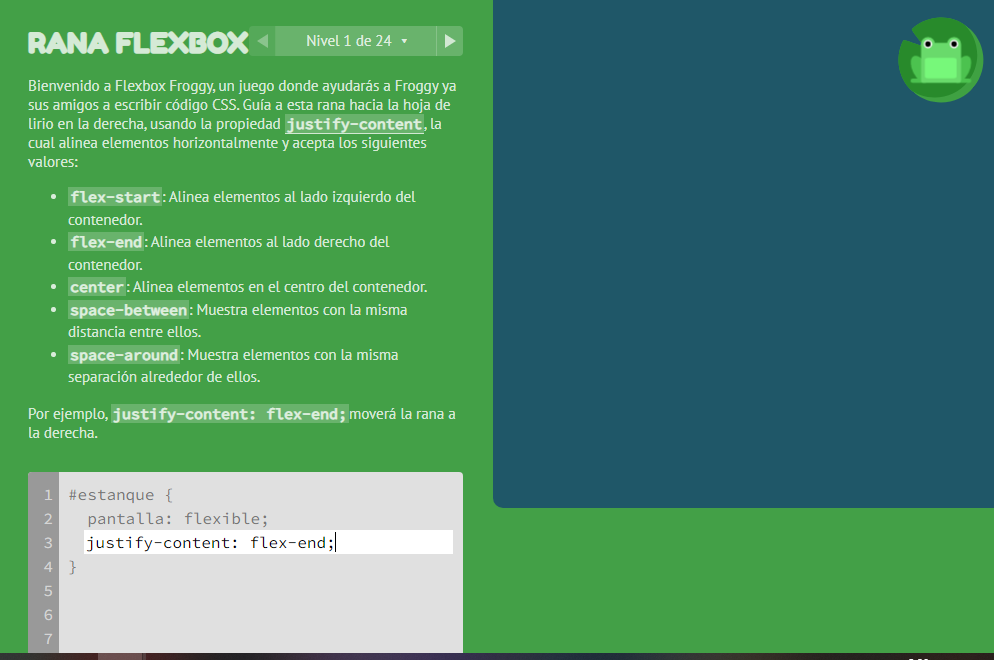 RANA FLEXBOX
Nivel 1 de 24
Bienvenido a Flexbox Froggy, un juego donde ayudarás a Froggy ya
sus amigos a escribir código CSS. Guía a esta rana hacia la hoja de
lirio en la derecha, usando la propiedad justify-content, la
cual alinea elementos horizontalmente y acepta los siguientes
valores:
• flex-start: Alinea elementos al lado izquierdo del
contenedor.
• flex-end: Alinea elementos al lado derecho del
contenedor.
• center: Alinea elementos en el centro del contenedor.
• space-between: Muestra elementos con la misma
distancia entre ellos.
• space-around: Muestra elementos con la misma
separación alrededor de ellos.
Por ejemplo, justify-content: flex-end; moverá la rana a
la derecha.
1 #estanque {
2 pantalla: flexible;
3 justify-content: flex-end;
4 }
5
6
7